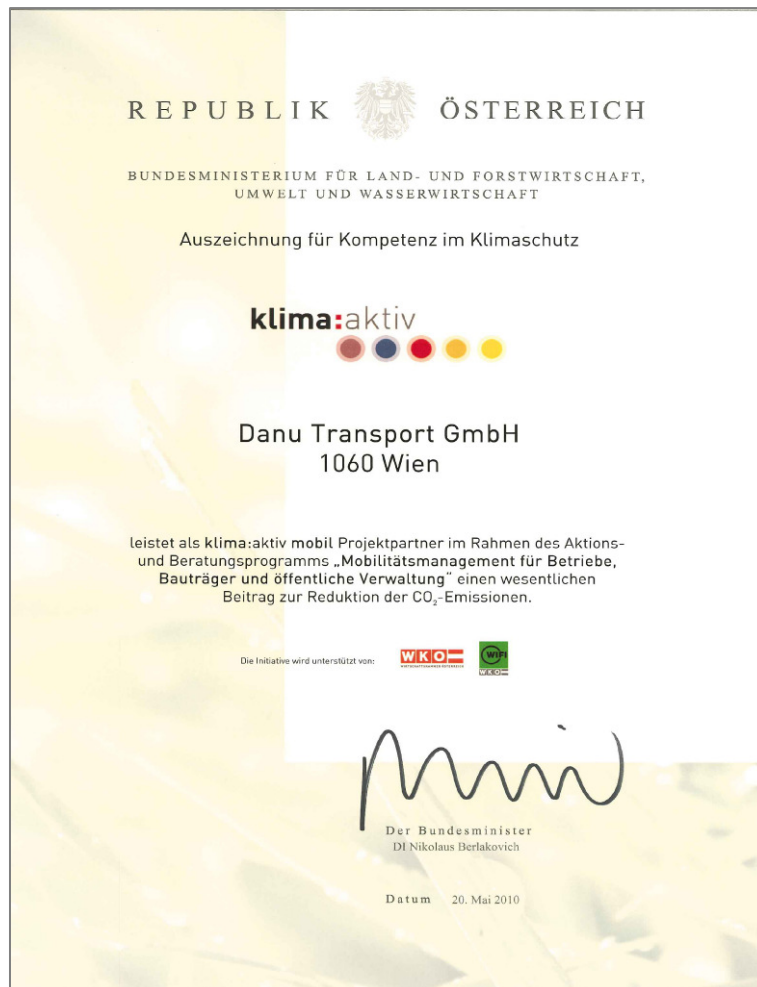 REPUBLIK ÖSTERREICH
BUNDESMINISTERIUM FÜR LAND- UND FORSTWIRTSCHAFT,
UMWELT UND WASSERWIRTSCHAFT
Auszeichnung für Kompetenz im Klimaschutz
klima:aktiv
Danu Transport GmbH
1060 Wien
leistet als klima:aktiv mobil Projektpartner im Rahmen des Aktions-
und Beratungsprogramms „Mobilitätsmanagement für Betriebe,
Bauträger und öffentliche Verwaltung“ einen wesentlichen
Beitrag zur Reduktion der CO₂-Emissionen.
Die Initiative wird unterstützt von:
WKO
WIRTSCHAFTSKAMMER ÖSTERREICH
WIFI
WKO
Der Bundesminister
DI Nikolaus Berlakovich
Datum 20. Mai 2010